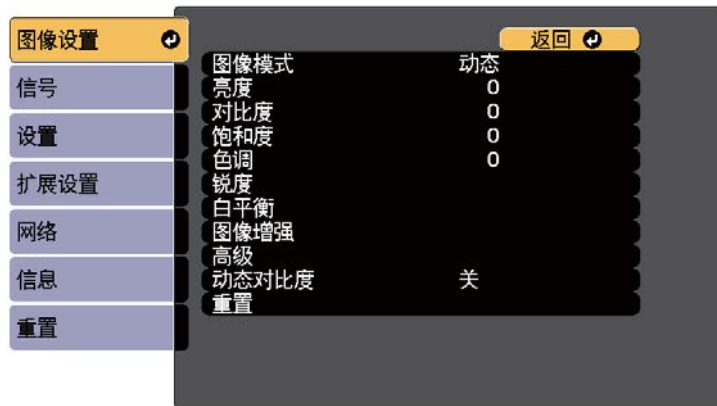 图像设置
信号
设置
扩展设置
网络
信息
重置
返回
图像模式 动态
亮度 0
对比度 0
饱和度 0
色调 0
锐度
白平衡
图像增强
高级
动态对比度 关
重置